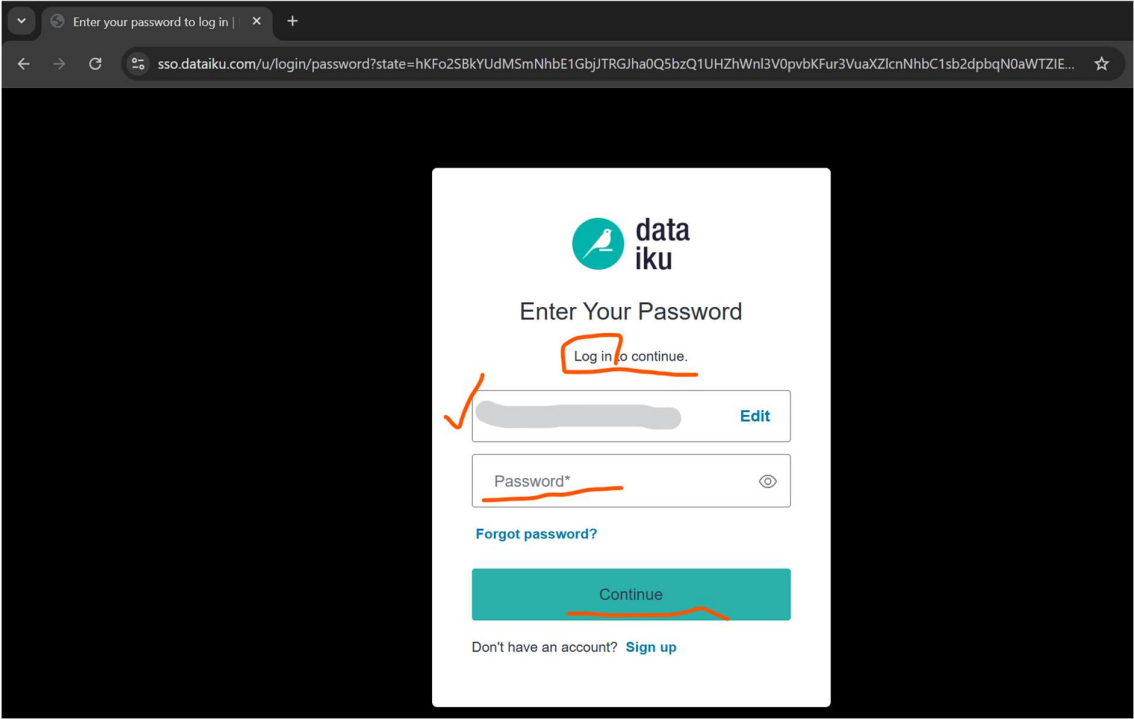 Enter your password to log in |
sso.dataiku.com/u/login/password?state=hKFo2SBkYUdMSmNhbE1GbjJTRGJha0Q5bzQ1UHZhWnl3V0pvbKFur3VuaXZlcnNhbC1sb2dpbqN0aWTZIE...
data
iku
Enter Your Password
Log in to continue.
Edit
Password*
Forgot password?
Continue
Don't have an account? Sign up